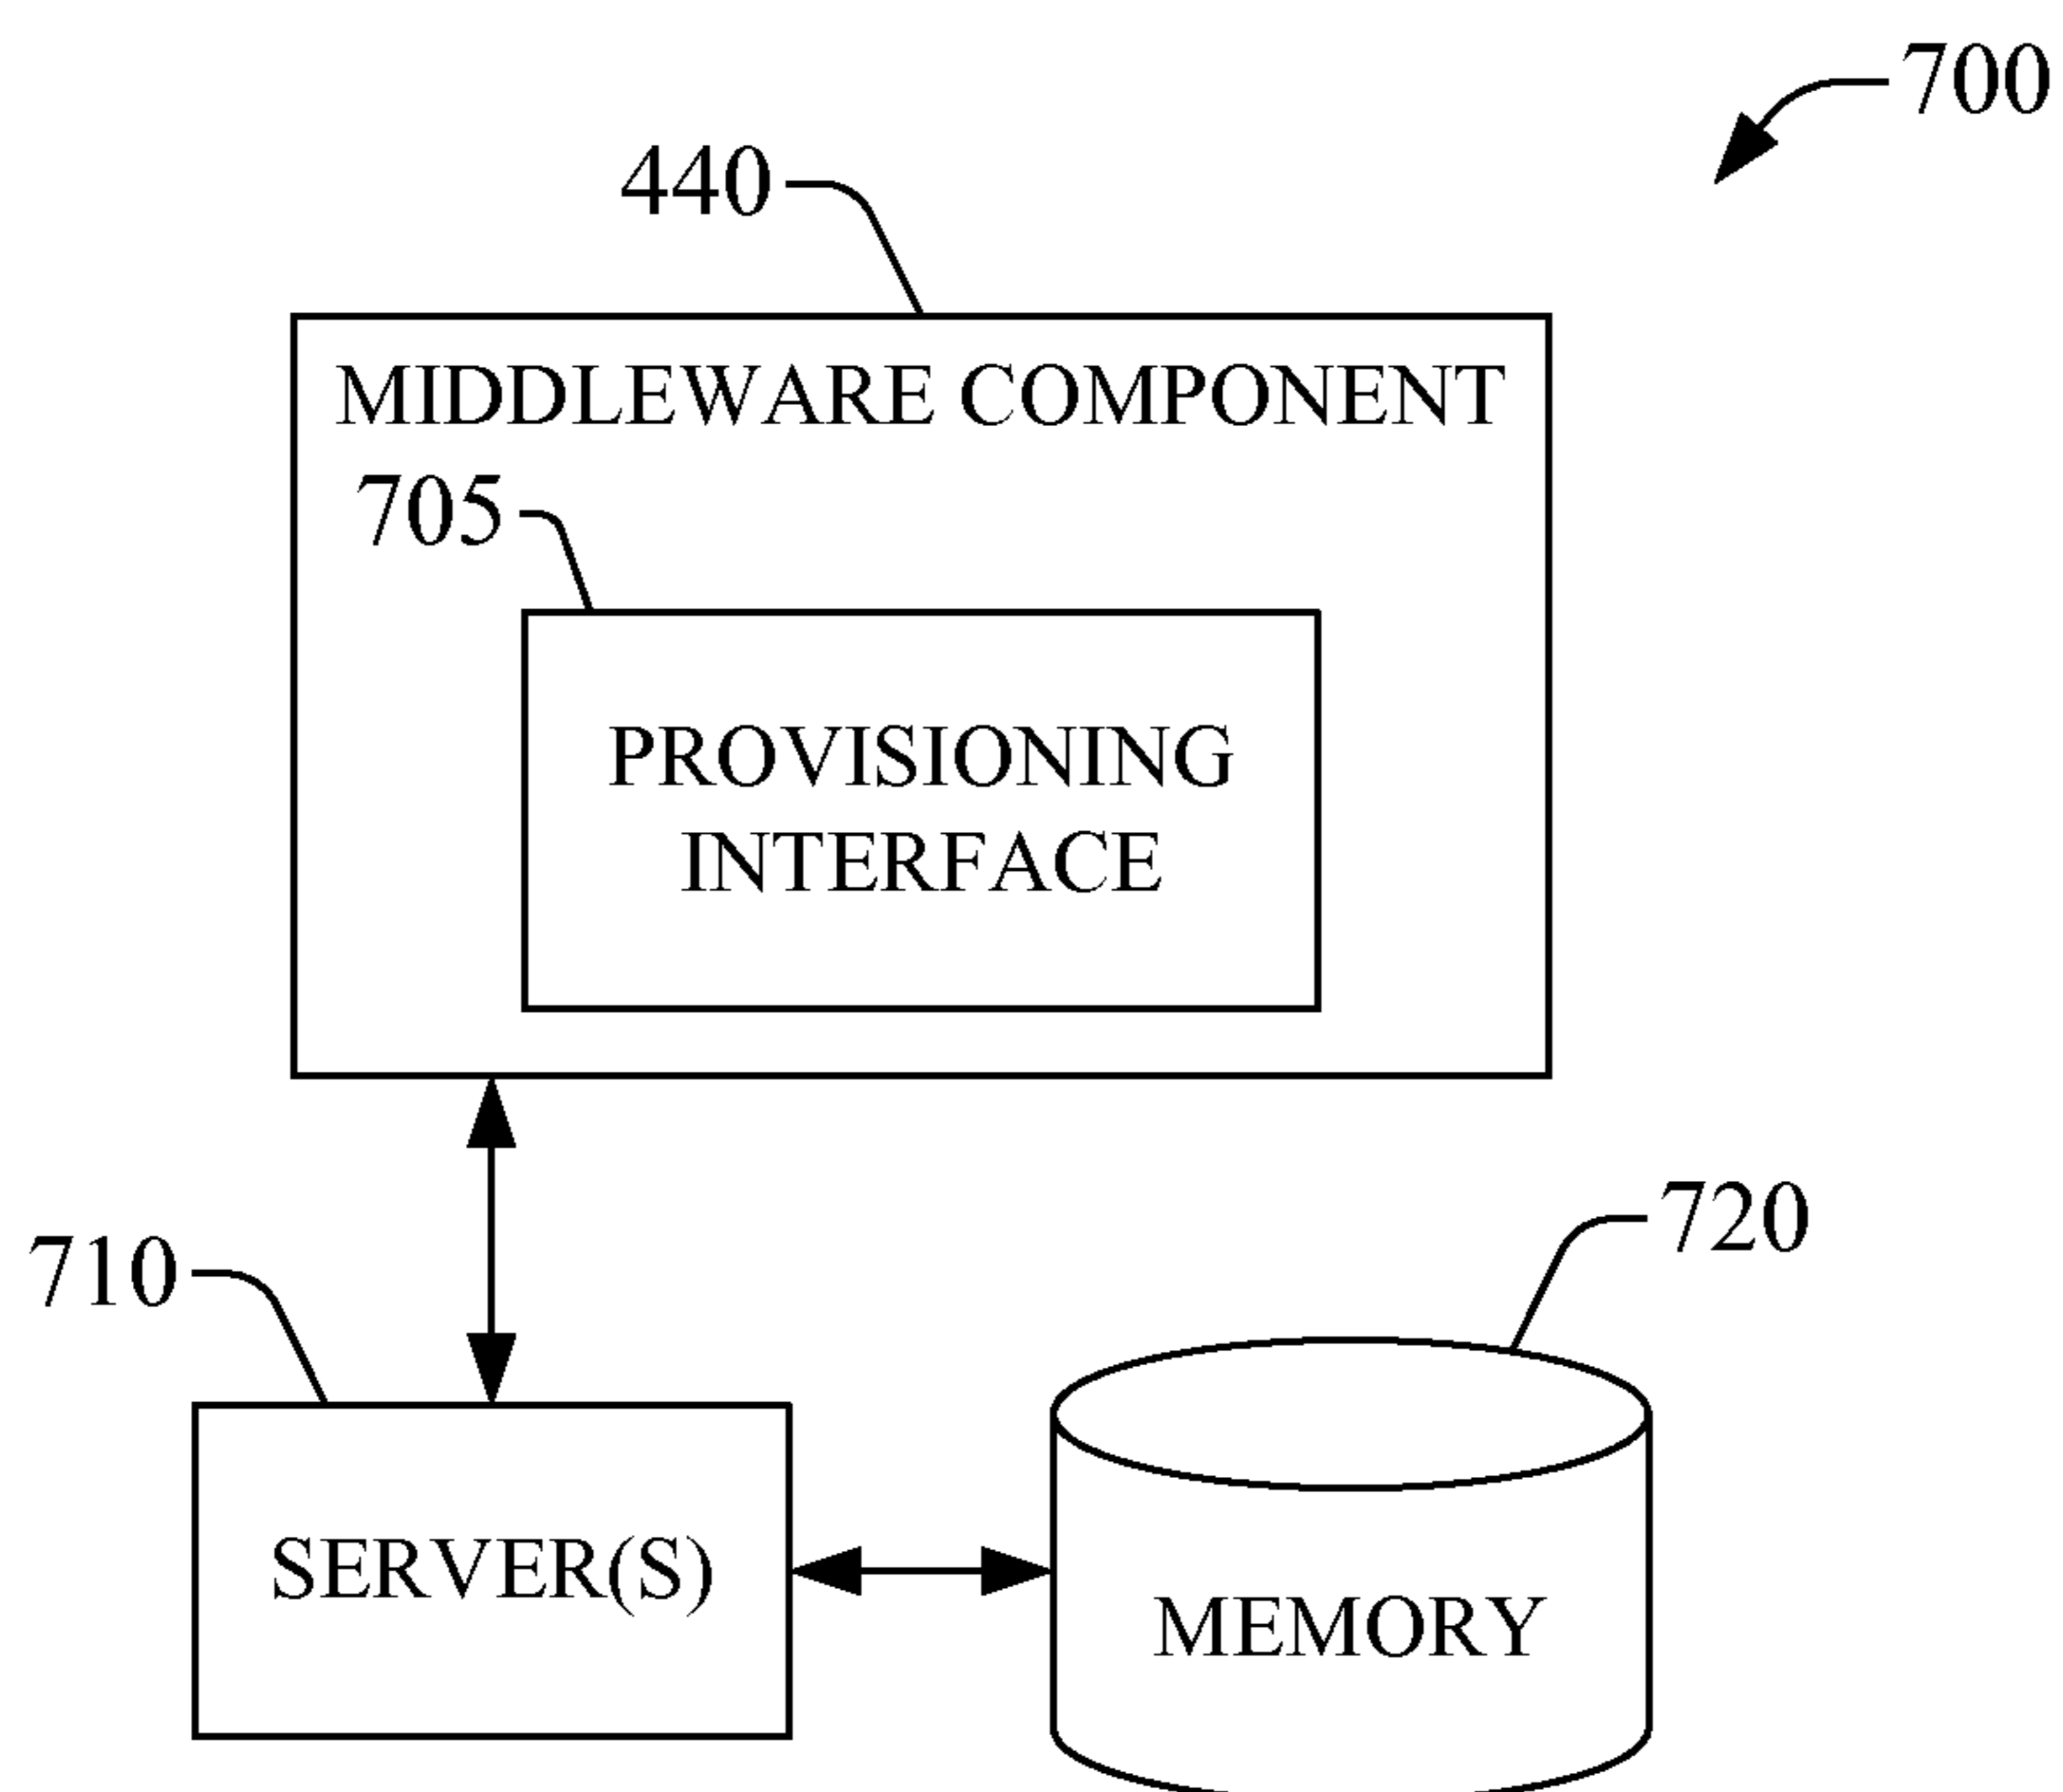 700
440
MIDDLEWARE COMPONENT
705
PROVISIONING
INTERFACE
710
720
SERVER(S)
MEMORY